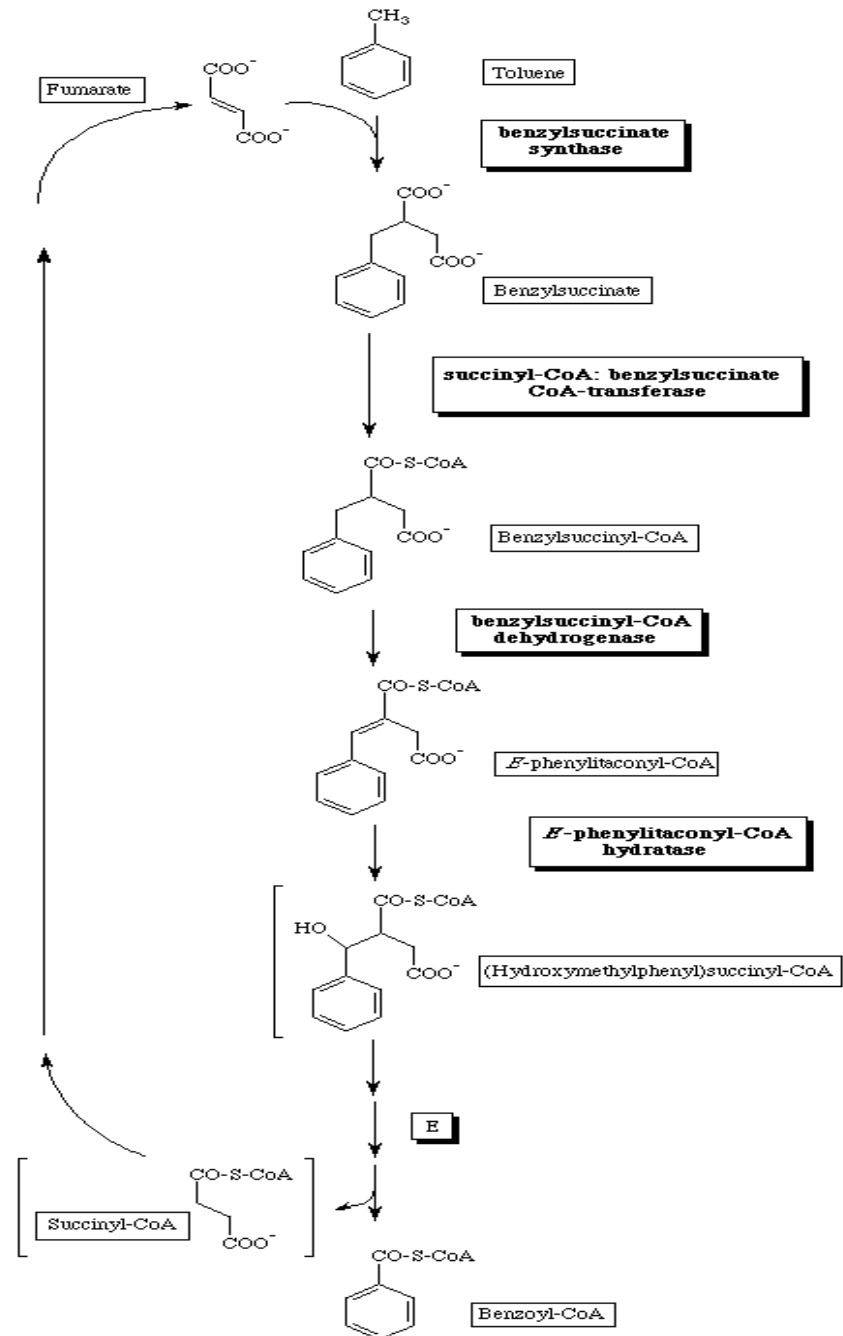 CH3
COO-
Fumarate
Toluene
COO-
benzylsuccinate
synthase
COO-
COO-
Benzylsuccinate
succinyl-CoA: benzylsuccinate
CoA-transferase
CO-S-CoA
COO-
Benzylsuccinyl-CoA
benzylsuccinyl-CoA
dehydrogenase
CO-S-CoA
COO-
E-phenylitaconyl-CoA
E-phenylitaconyl-CoA
hydratase
CO-S-CoA
HO
COO-
(Hydroxymethylphenyl)succinyl-CoA
E
CO-S-CoA
Succinyl-CoA
COO-
CO-S-CoA
Benzoyl-CoA